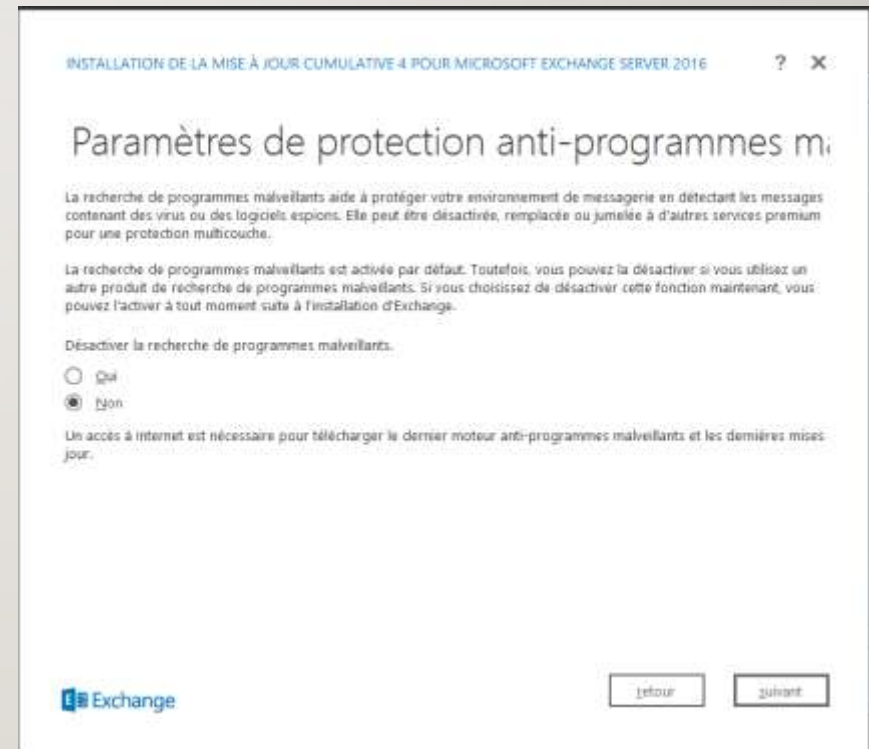 INSTALLATION DE LA MISE À JOUR CUMULATIVE 4 POUR MICROSOFT EXCHANGE SERVER 2016 ? ✕
Paramètres de protection anti-programmes ma
La recherche de programmes malveillants aide à protéger votre environnement de messagerie en détectant les messages
contenant des virus ou des logiciels espions. Elle peut être désactivée, remplacée ou jumelée à d'autres services premium
pour une protection multicouche.
La recherche de programmes malveillants est activée par défaut. Toutefois, vous pouvez la désactiver si vous utilisez un
autre produit de recherche de programmes malveillants. Si vous choisissez de désactiver cette fonction maintenant, vous
pouvez l'activer à tout moment suite à l'installation d'Exchange.
Désactiver la recherche de programmes malveillants.
Oui
Non
Un accès à internet est nécessaire pour télécharger le dernier moteur anti-programmes malveillants et les dernières mises
jour.
Exchange
retour
suivant